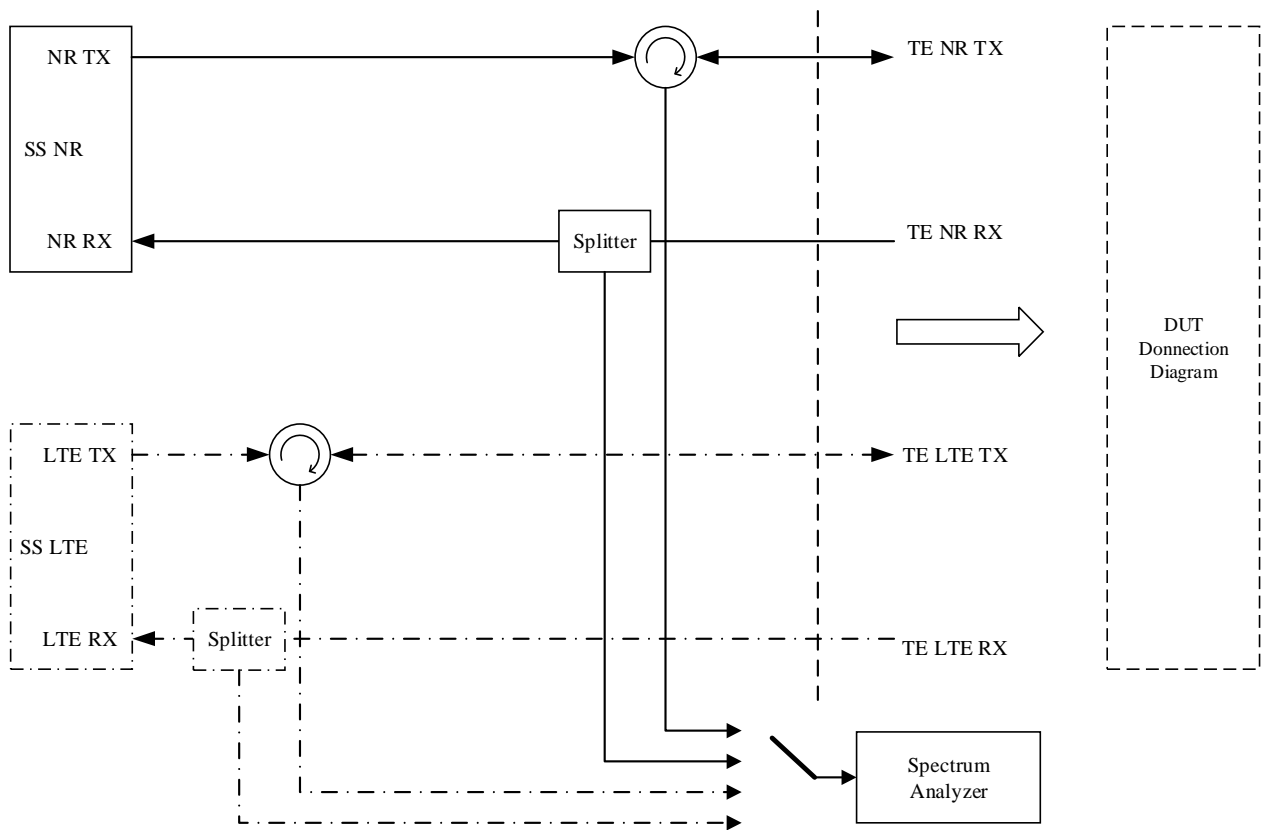 NR TX
TE NR TX
SS NR
NR RX
Splitter
TE NR RX
DUT
Donnection
Diagram
LTE TX
TE LTE TX
SS LTE
LTE RX
Splitter
TE LTE RX
Spectrum
Analyzer